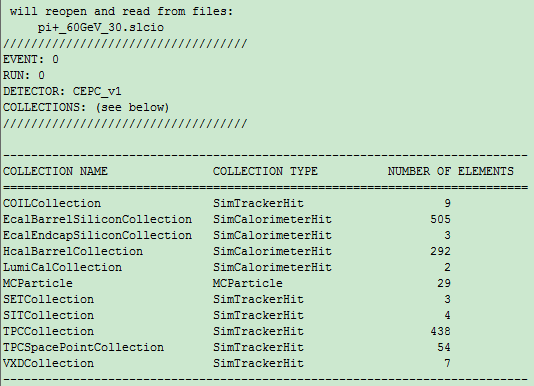 will reopen and read from files:
pi+_60GeV_30.slcio
///////////////////////////////////
EVENT: 0
RUN: 0
DETECTOR: CEPC_v1
COLLECTIONS: (see below)
///////////////////////////////////
---------------------------------------------------------------------------
COLLECTION NAME COLLECTION TYPE NUMBER OF ELEMENTS
===========================================================================
COILCollection SimTrackerHit 9
EcalBarrelSiliconCollection SimCalorimeterHit 505
EcalEndcapSiliconCollection SimCalorimeterHit 3
HcalBarrelCollection SimCalorimeterHit 292
LumiCalCollection SimCalorimeterHit 2
MCParticle MCParticle 29
SETCollection SimTrackerHit 3
SITCollection SimTrackerHit 4
TPCCollection SimTrackerHit 438
TPCSpacePointCollection SimTrackerHit 54
VXDCollection SimTrackerHit 7
---------------------------------------------------------------------------